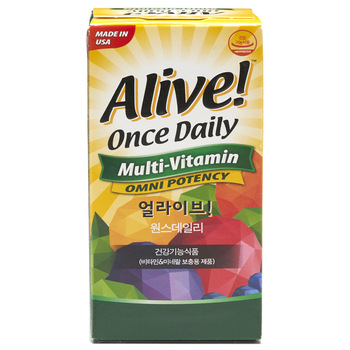 MADE IN
USA
Alive!
Once Daily
Multi-Vitamin
OMNI POTENCY
얼라이브!
원스데일리
건강기능식품
(비타민&미네랄 보충용 제품)